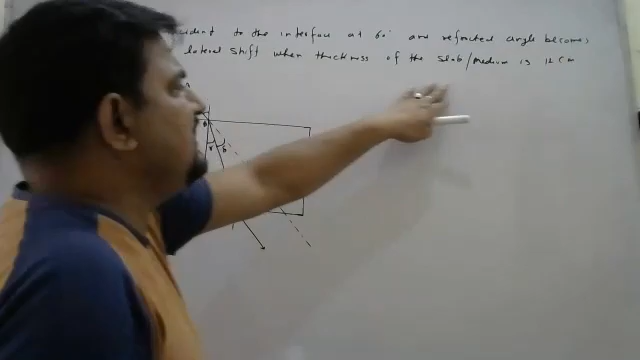 to the interface at 60° and refracted angle becomes
lateral shift when thickness of the slab/medium is 12 cm
r